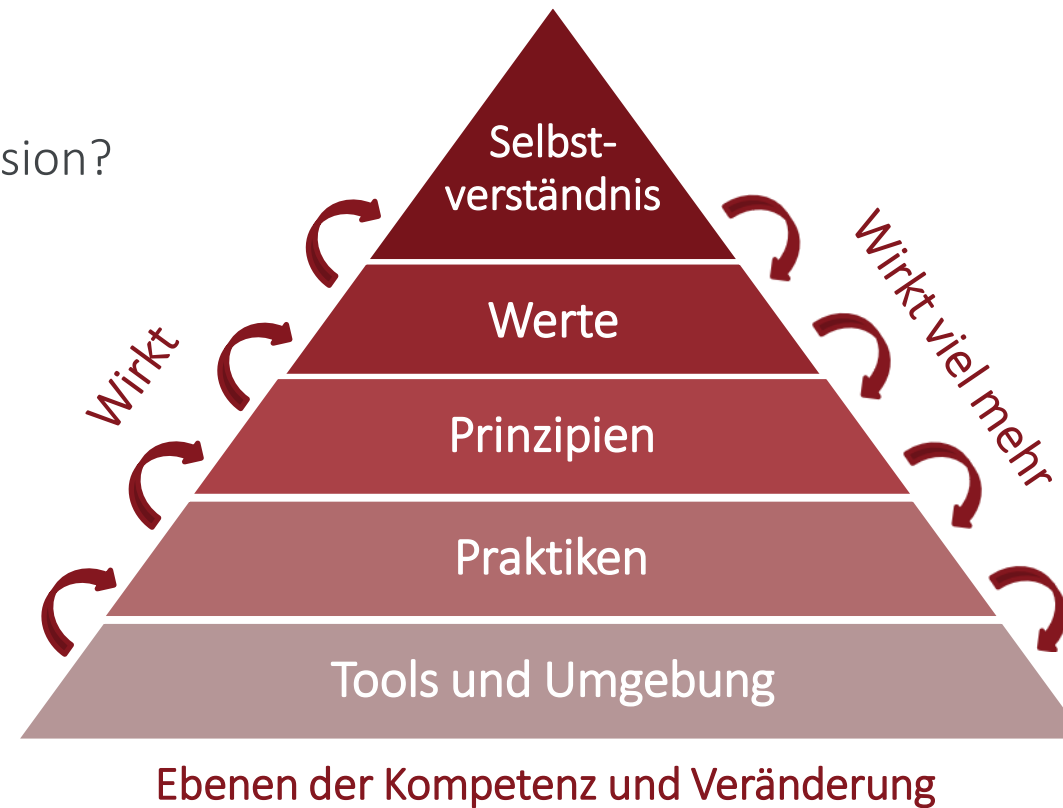 sion?
Selbst-
verständnis
Wirkt
Wirkt viel mehr
Werte
Prinzipien
Praktiken
Tools und Umgebung
Ebenen der Kompetenz und Veränderung